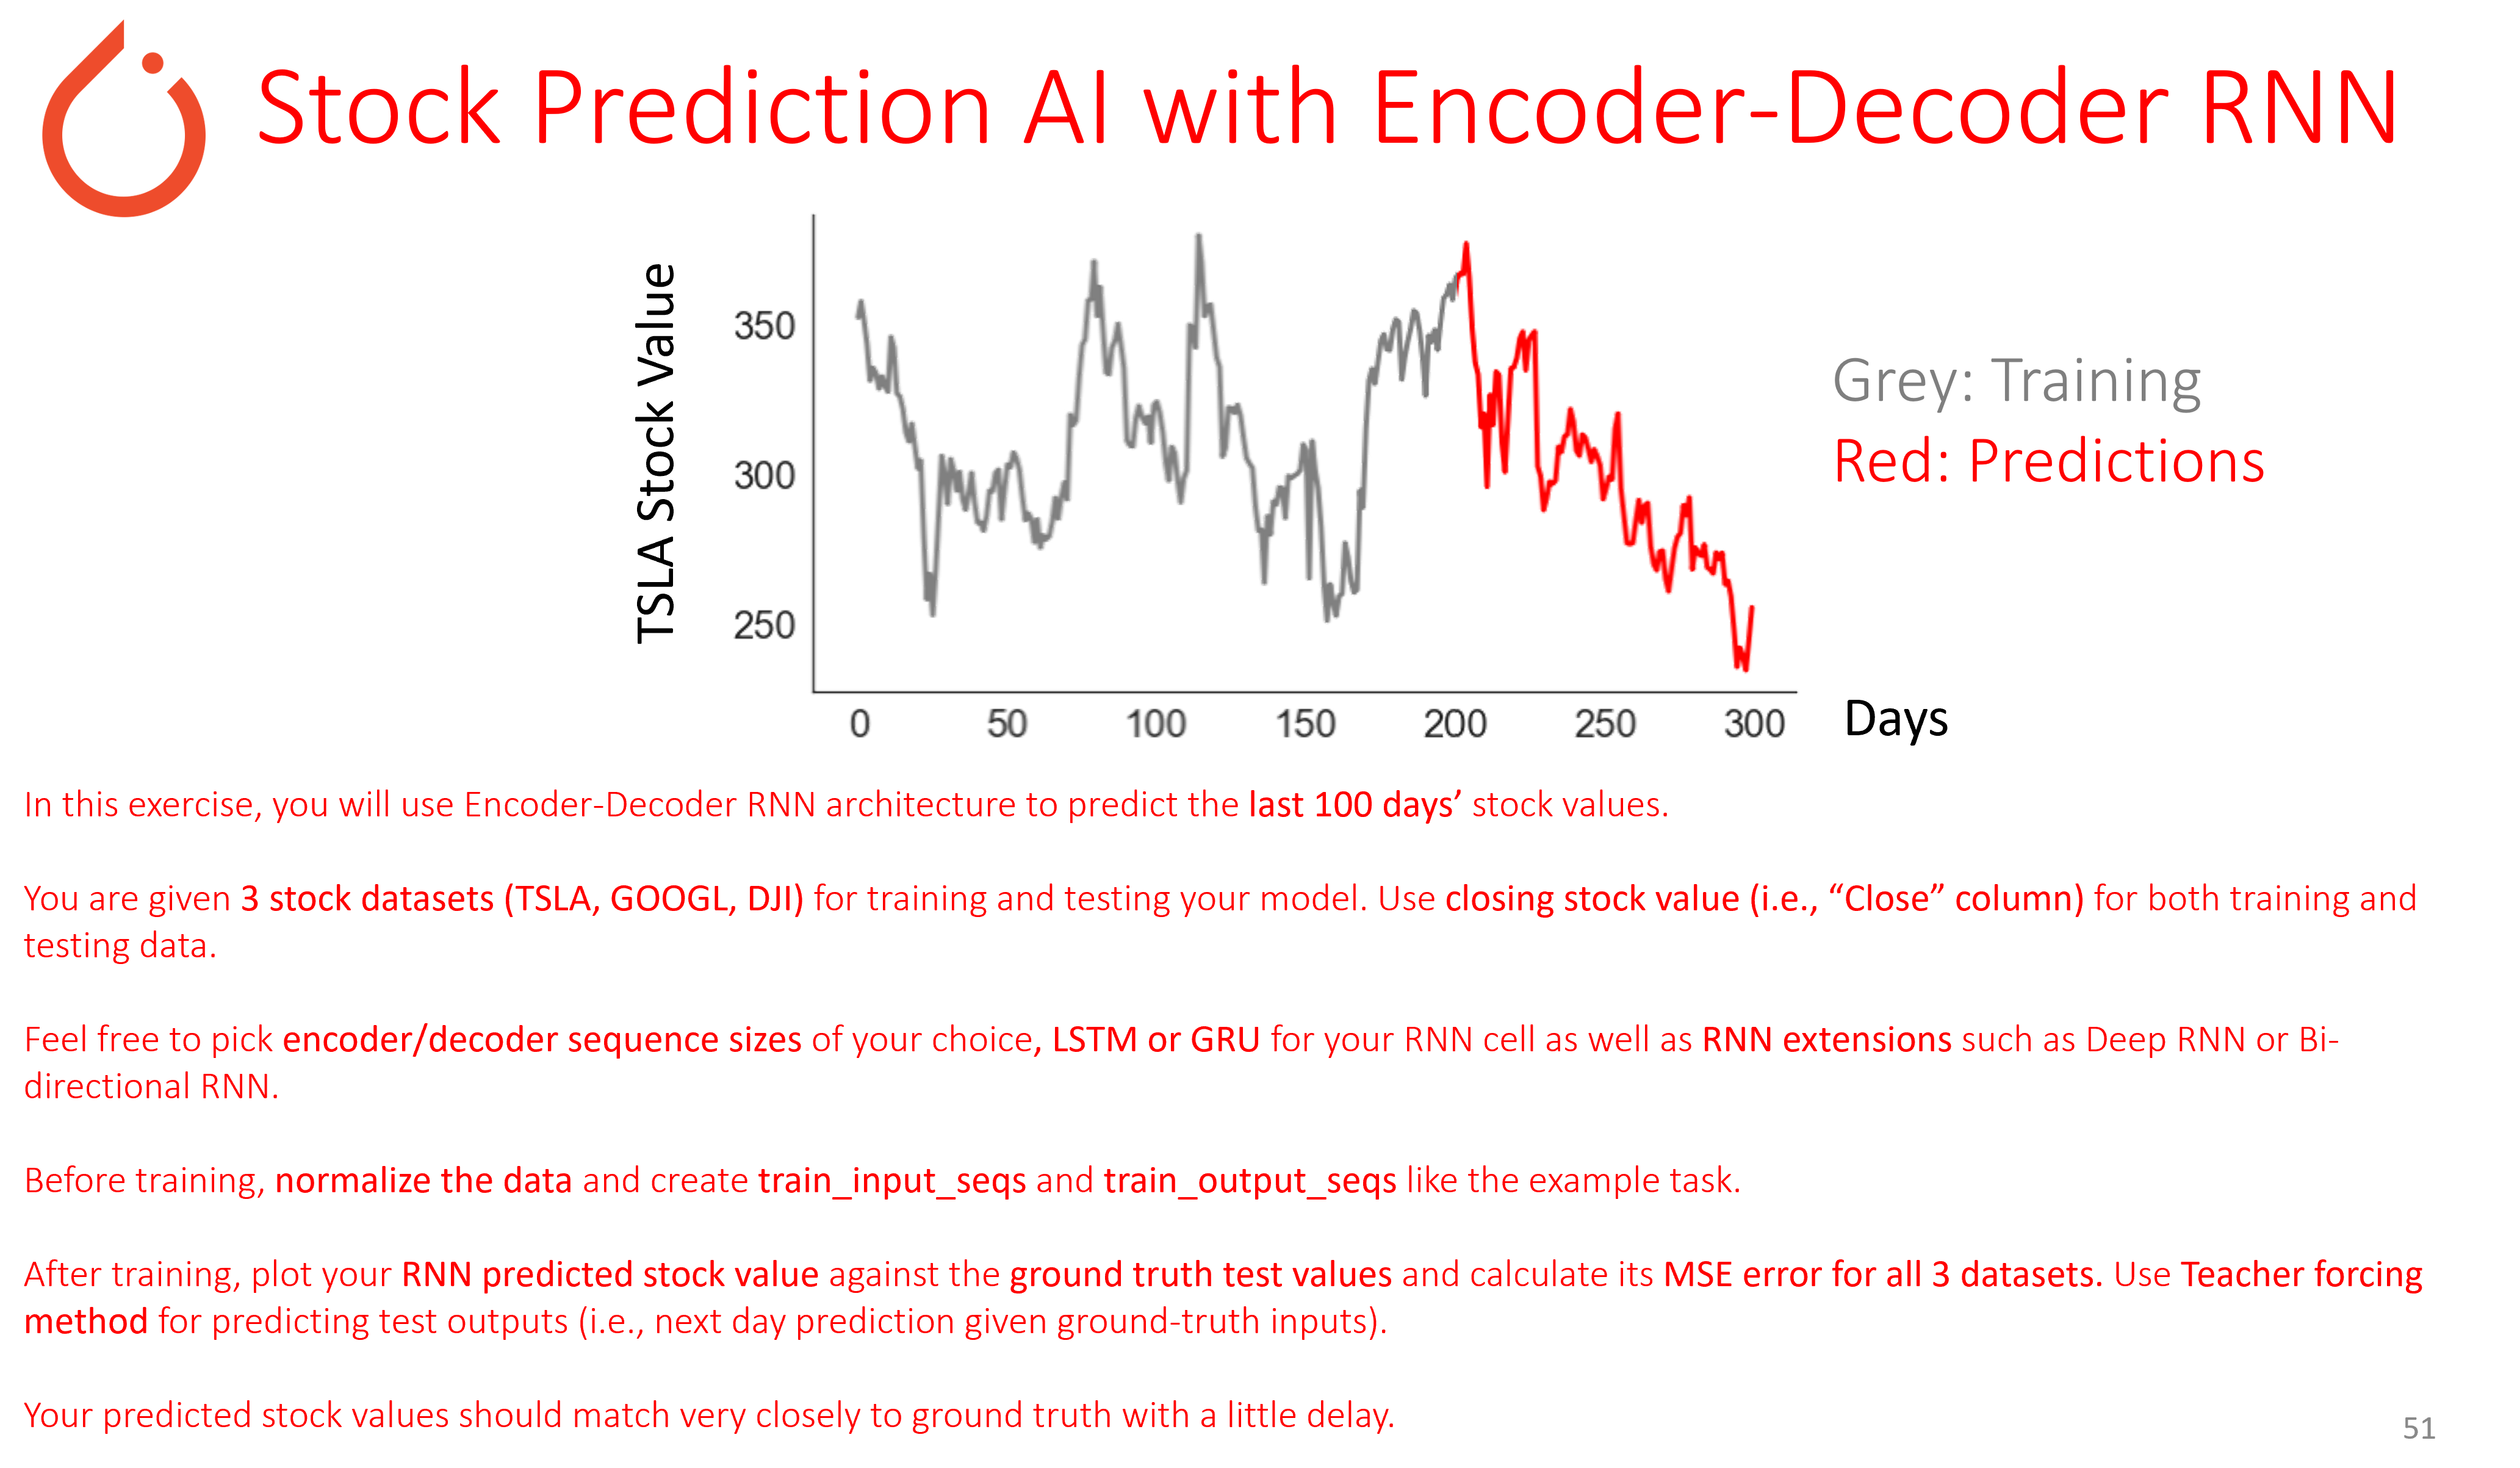 Stock Prediction AI with Encoder-Decoder RNN
TSLA Stock Value
350
300
250
0 50 100 150 200 250 300
Days
Grey: Training
Red: Predictions
In this exercise, you will use Encoder-Decoder RNN architecture to predict the last 100 days’ stock values.
You are given 3 stock datasets (TSLA, GOOGL, DJI) for training and testing your model. Use closing stock value (i.e., “Close” column) for both training and
testing data.
Feel free to pick encoder/decoder sequence sizes of your choice, LSTM or GRU for your RNN cell as well as RNN extensions such as Deep RNN or Bi-
directional RNN.
Before training, normalize the data and create train_input_seqs and train_output_seqs like the example task.
After training, plot your RNN predicted stock value against the ground truth test values and calculate its MSE error for all 3 datasets. Use Teacher forcing
method for predicting test outputs (i.e., next day prediction given ground-truth inputs).
Your predicted stock values should match very closely to ground truth with a little delay.
51